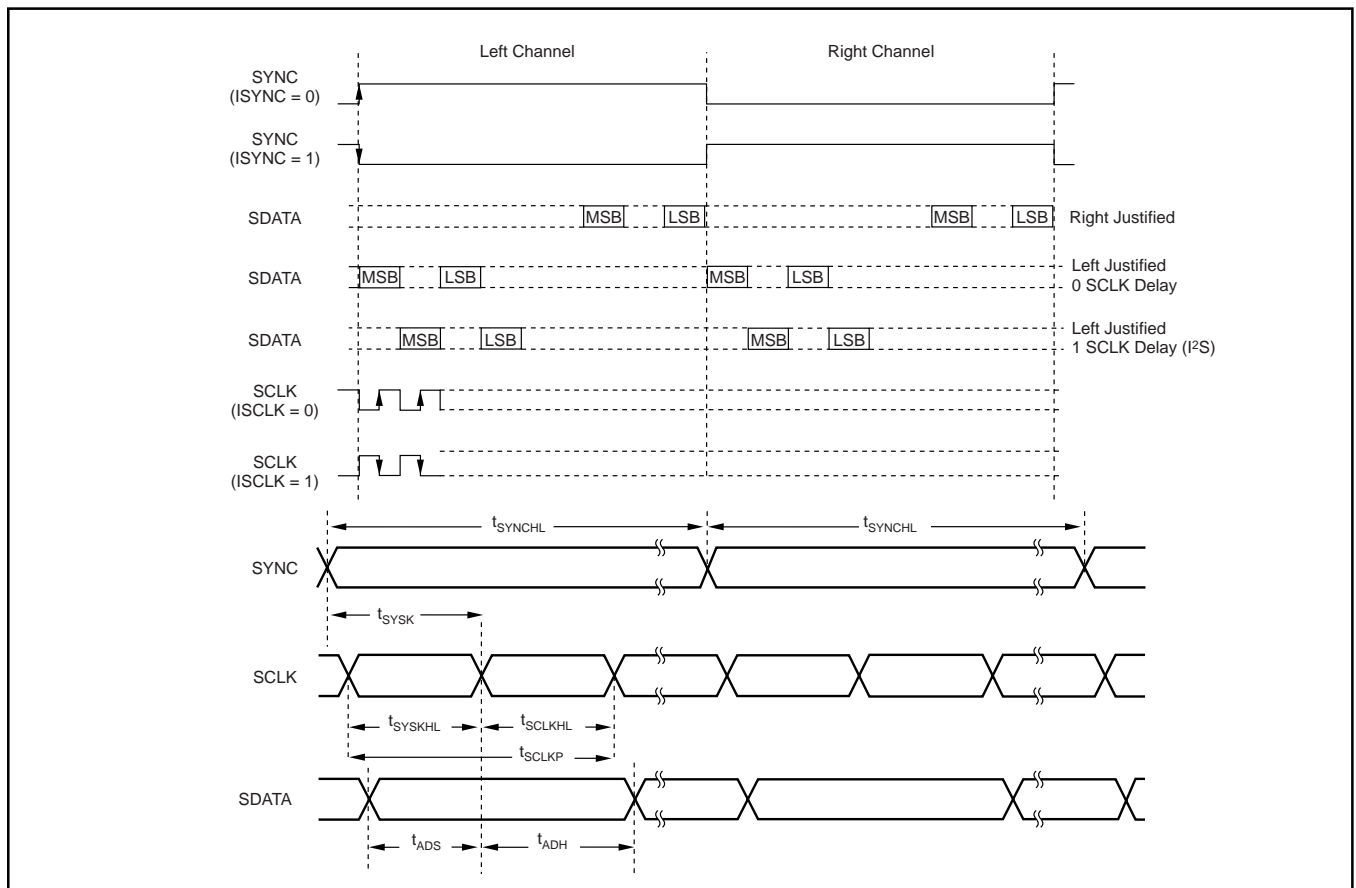 Left Channel Right Channel
SYNC
(ISYNC = 0)
SYNC
(ISYNC = 1)
SDATA MSB LSB MSB LSB Right Justified
SDATA MSB LSB MSB LSB Left Justified
0 SCLK Delay
SDATA MSB LSB MSB LSB Left Justified
1 SCLK Delay (I²S)
SCLK
(ISCLK = 0)
SCLK
(ISCLK = 1)
tSYNCHL tSYNCHL
SYNC
tSYSK
SCLK
tSYSKHL tSCLKHL
tSCLKP
SDATA
tADS tADH